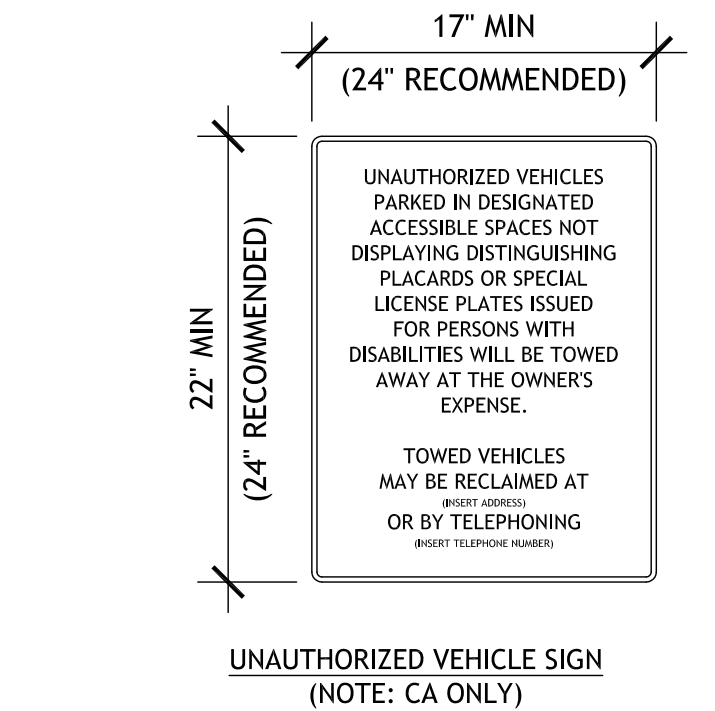 17" MIN
(24" RECOMMENDED)
22" MIN
(24" RECOMMENDED)
UNAUTHORIZED VEHICLES
PARKED IN DESIGNATED
ACCESSIBLE SPACES NOT
DISPLAYING DISTINGUISHING
PLACARDS OR SPECIAL
LICENSE PLATES ISSUED
FOR PERSONS WITH
DISABILITIES WILL BE TOWED
AWAY AT THE OWNER'S
EXPENSE.
TOWED VEHICLES
MAY BE RECLAIMED AT
(INSERT ADDRESS)
OR BY TELEPHONING
(INSERT TELEPHONE NUMBER)
UNAUTHORIZED VEHICLE SIGN
(NOTE: CA ONLY)